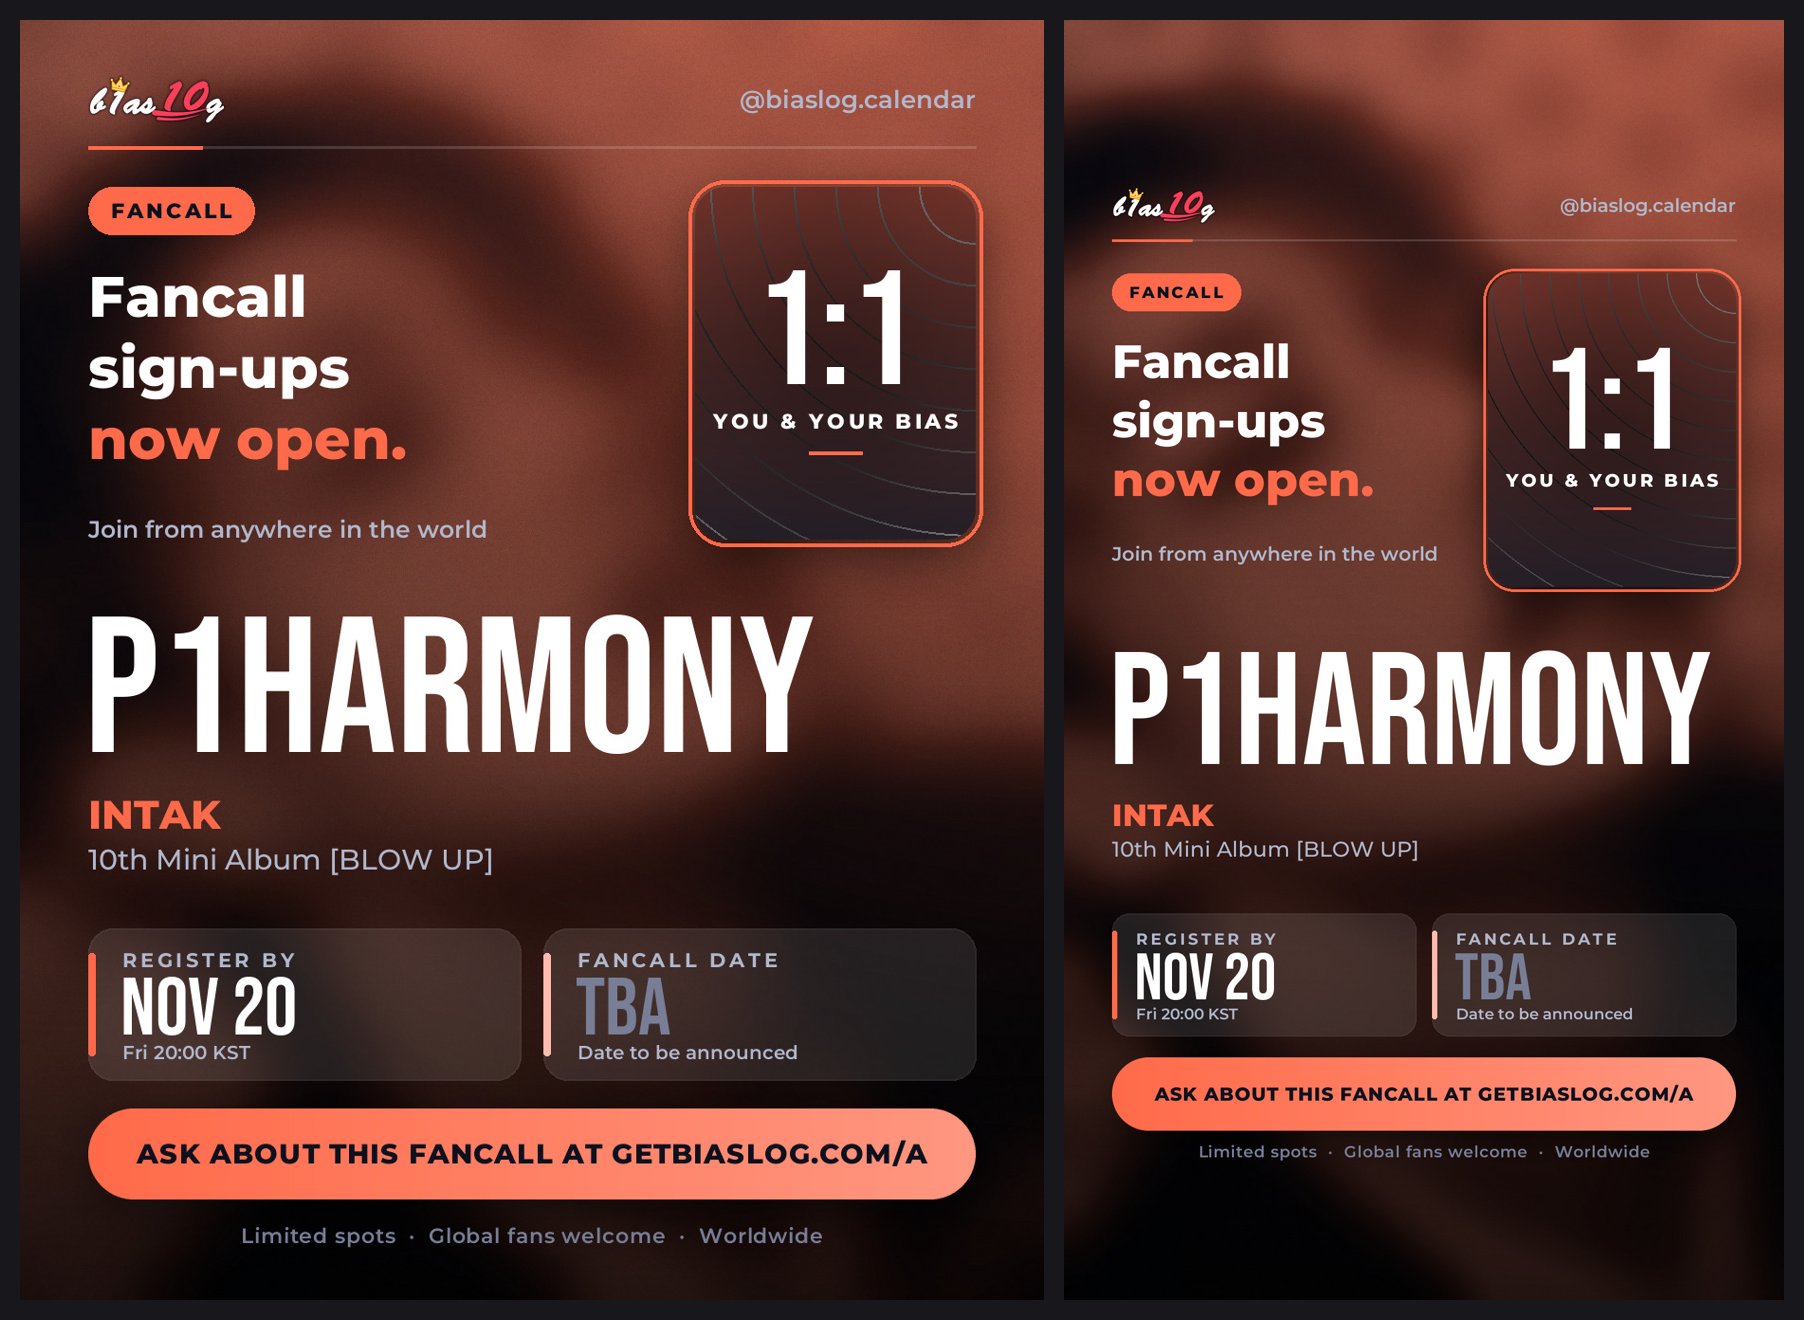 b1as10g
@biaslog.calendar
FANCALL
Fancall
sign-ups
now open.
Join from anywhere in the world
1:1
YOU & YOUR BIAS
P1HARMONY
INTAK
10th Mini Album [BLOW UP]
REGISTER BY
NOV 20
Fri 20:00 KST
FANCALL DATE
TBA
Date to be announced
ASK ABOUT THIS FANCALL AT GETBIASLOG.COM/A
Limited spots · Global fans welcome · Worldwide
b1as10g
@biaslog.calendar
FANCALL
Fancall
sign-ups
now open.
Join from anywhere in the world
1:1
YOU & YOUR BIAS
P1HARMONY
INTAK
10th Mini Album [BLOW UP]
REGISTER BY
NOV 20
Fri 20:00 KST
FANCALL DATE
TBA
Date to be announced
ASK ABOUT THIS FANCALL AT GETBIASLOG.COM/A
Limited spots · Global fans welcome · Worldwide